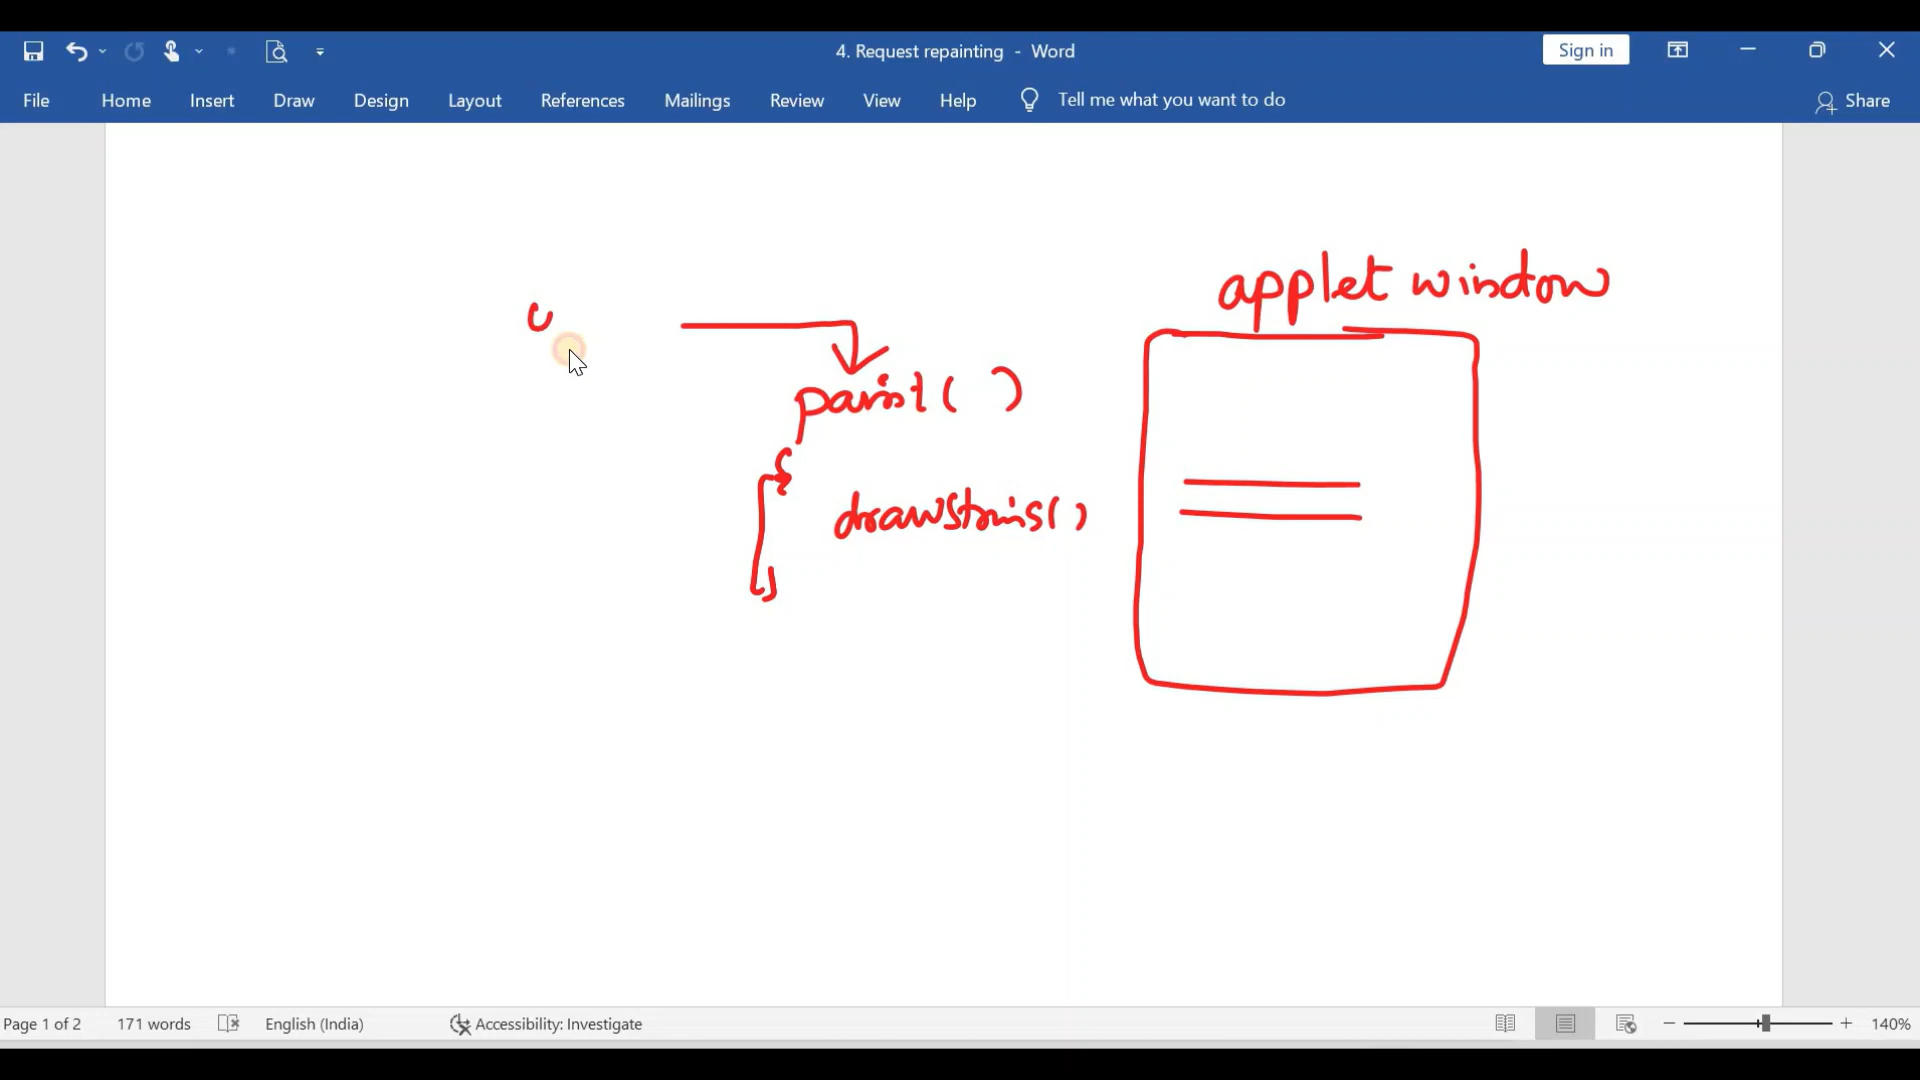 4. Request repainting - Word
Sign in
File Home Insert Draw Design Layout References Mailings Review View Help Tell me what you want to do Share
applet window
u
paint( )
{
drawString()
}
Page 1 of 2 171 words English (India) Accessibility: Investigate 140%